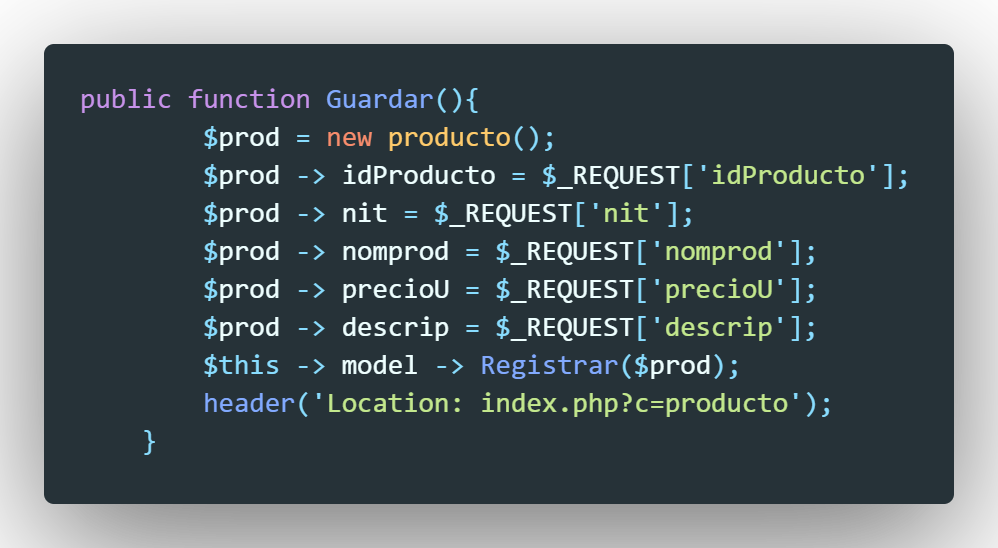 public function Guardar(){
$prod = new producto();
$prod -> idProducto = $_REQUEST['idProducto'];
$prod -> nit = $_REQUEST['nit'];
$prod -> nomprod = $_REQUEST['nomprod'];
$prod -> precioU = $_REQUEST['precioU'];
$prod -> descrip = $_REQUEST['descrip'];
$this -> model -> Registrar($prod);
header('Location: index.php?c=producto');
}